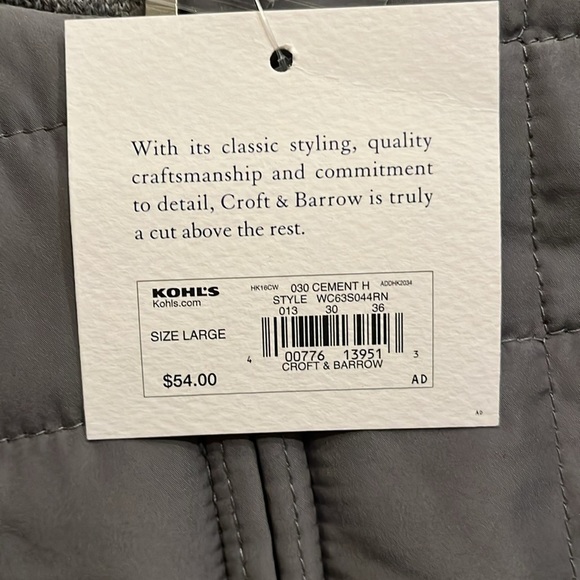 With its classic styling, quality
craftsmanship and commitment
to detail, Croft & Barrow is truly
a cut above the rest.
KOHL'S
Kohls.com
HK16CW 030 CEMENT H ADDHK2034
STYLE WC63S044RN
013 30 36
SIZE LARGE
4 00776 13951 3
CROFT & BARROW
$54.00
AD
AD